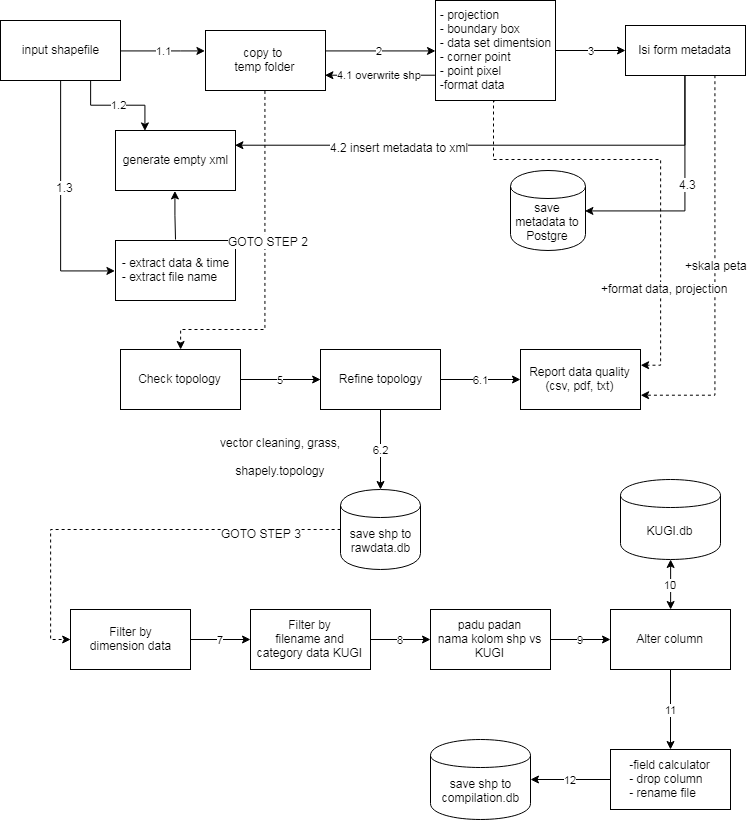 input shapefile
1.1
copy to
temp folder
2
- projection
- boundary box
- data set dimentsion
- corner point
- point pixel
-format data
3
Isi form metadata
4.1 overwrite shp
1.2
generate empty xml
4.2 insert metadata to xml
1.3
4.3
save
metadata to
Postgre
- extract data & time
- extract file name
GOTO STEP 2
+skala peta
+format data, projection
Check topology
5
Refine topology
6.1
Report data quality
(csv, pdf, txt)
vector cleaning, grass,
shapely.topology
6.2
save shp to
rawdata.db
GOTO STEP 3
KUGI.db
10
Filter by
dimension data
7
Filter by
filename and
category data KUGI
8
padu padan
nama kolom shp vs
KUGI
9
Alter column
11
-field calculator
- drop column
- rename file
12
save shp to
compilation.db